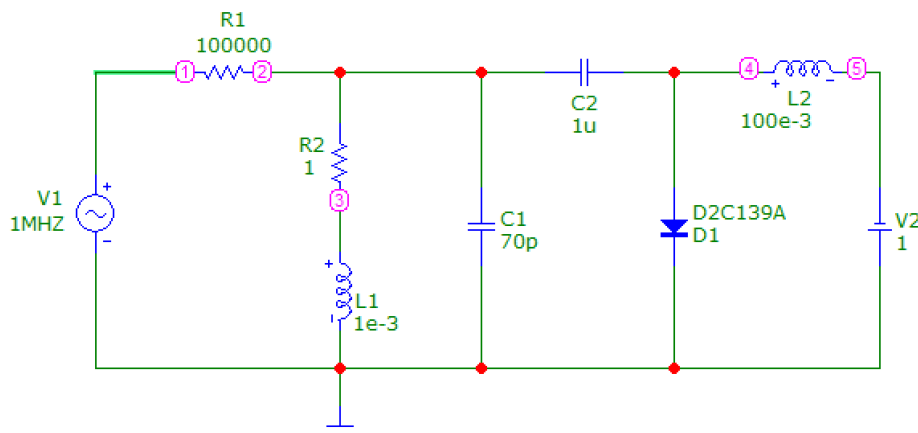 R1
100000
1
2
4
5
C2
1u
L2
100e-3
R2
1
V1
1MHZ
3
C1
70p
D2C139A
D1
V2
1
L1
1e-3